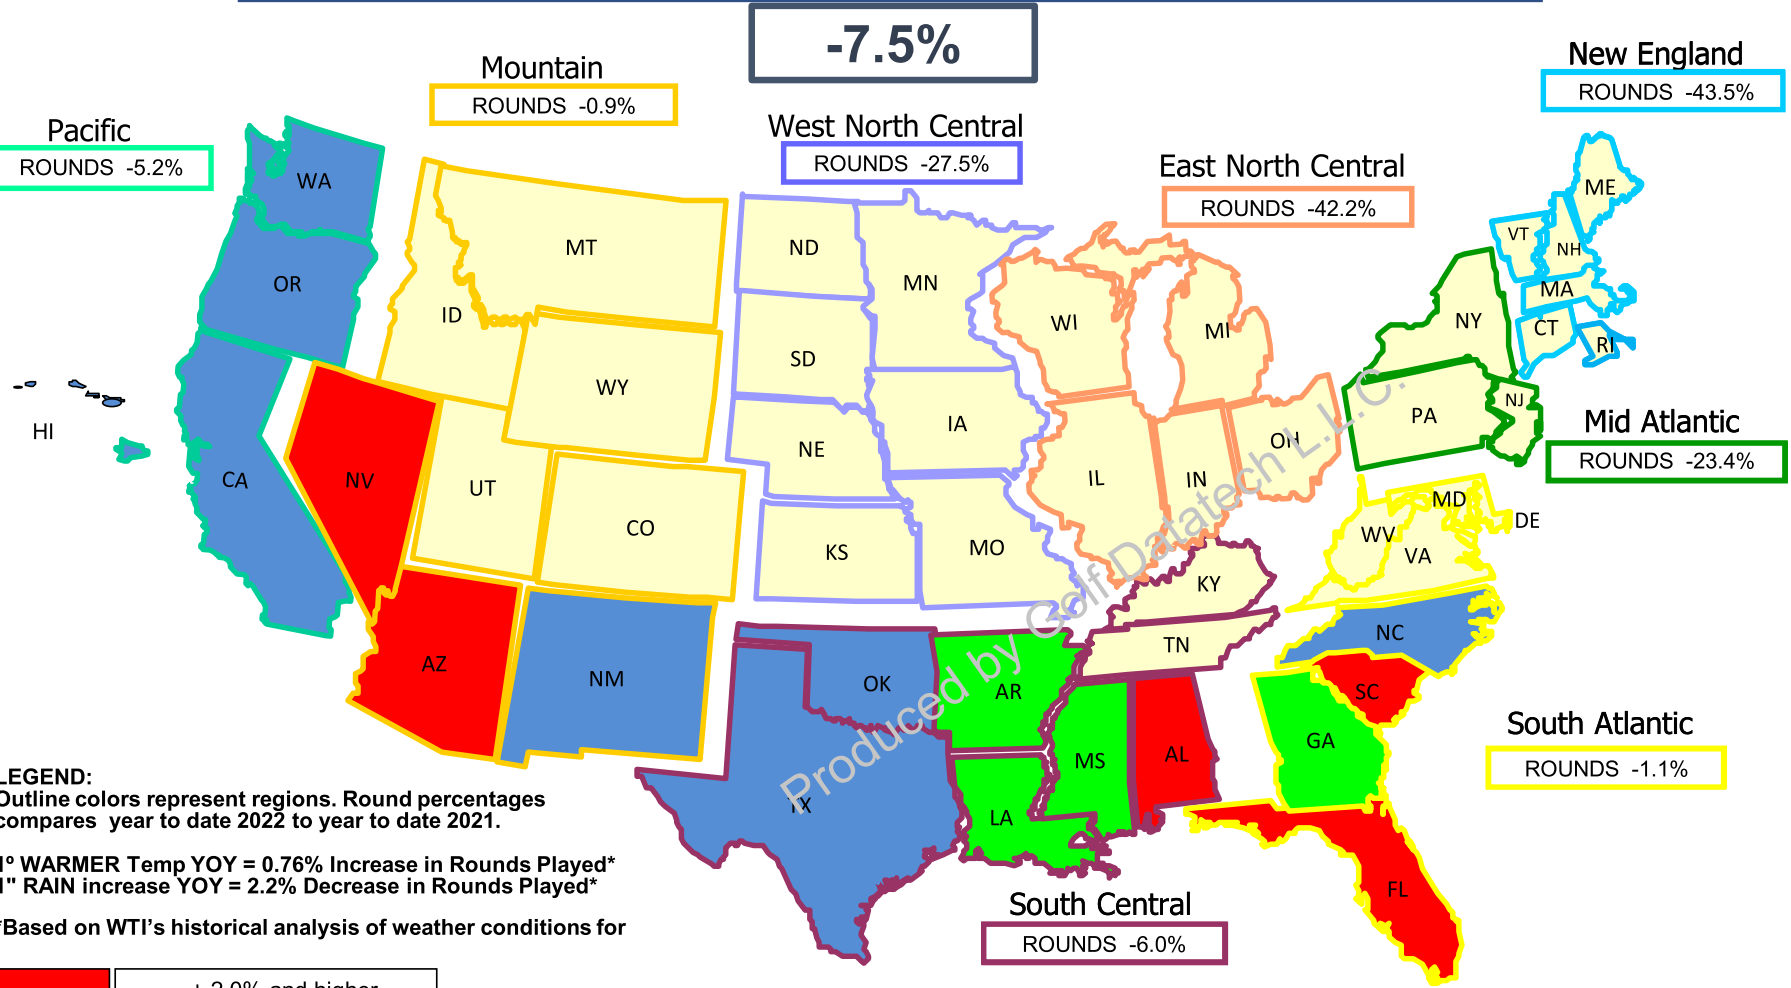 -7.5%
New England
ROUNDS -43.5%
Mountain
ROUNDS -0.9%
West North Central
ROUNDS -27.5%
Pacific
ROUNDS -5.2%
East North Central
ROUNDS -42.2%
WA
MT
ND
MN
ME
VT
NH
OR
ID
SD
WI
MI
NY
MA
CT
RI
WY
HI
CA
NV
UT
CO
NE
IA
KS
MO
IL
IN
OH
PA
NJ
Mid Atlantic
ROUNDS -23.4%
MD
DE
WV
VA
KY
TN
NC
AZ
NM
OK
AR
SC
TX
MS
AL
GA
LA
FL
South Atlantic
ROUNDS -1.1%
South Central
ROUNDS -6.0%
Produced by Golf Datatech L.L.C.
LEGEND:
Outline colors represent regions. Round percentages
compares year to date 2022 to year to date 2021.
1º WARMER Temp YOY = 0.76% Increase in Rounds Played*
1" RAIN increase YOY = 2.2% Decrease in Rounds Played*
*Based on WTI's historical analysis of weather conditions for
+ 2.0% and higher